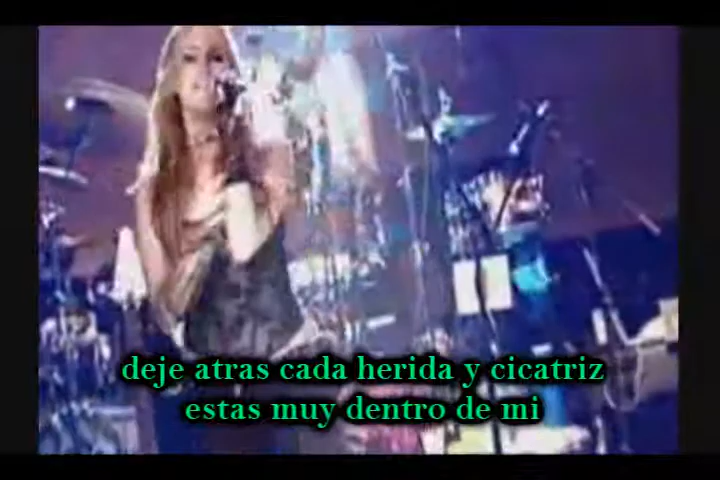 deje atras cada herida y cicatriz
estas muy dentro de mi